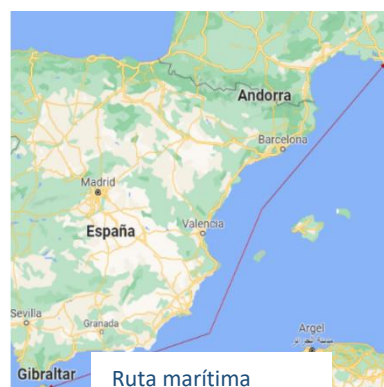 Andorra
Barcelona
Madrid
España
Valencia
Sevilla
Granada
Argel
Gibraltar
Ruta marítima